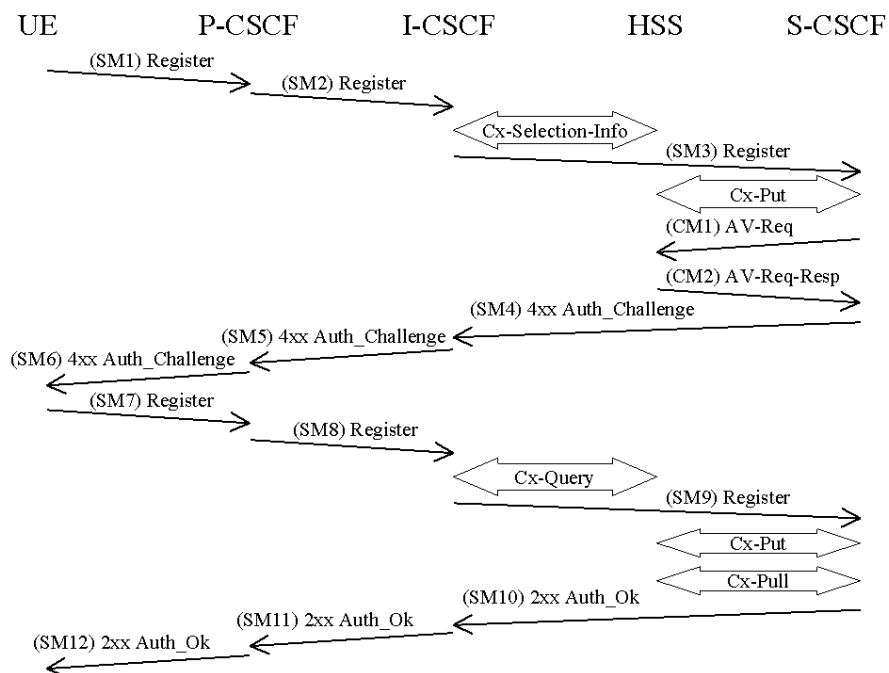 UE P-CSCF I-CSCF HSS S-CSCF
(SM1) Register
(SM2) Register
Cx-Selection-Info
(SM3) Register
Cx-Put
(CM1) AV-Req
(CM2) AV-Req-Resp
(SM4) 4xx Auth_Challenge
(SM5) 4xx Auth_Challenge
(SM6) 4xx Auth_Challenge
(SM7) Register
(SM8) Register
Cx-Query
(SM9) Register
Cx-Put
Cx-Pull
(SM10) 2xx Auth_Ok
(SM11) 2xx Auth_Ok
(SM12) 2xx Auth_Ok